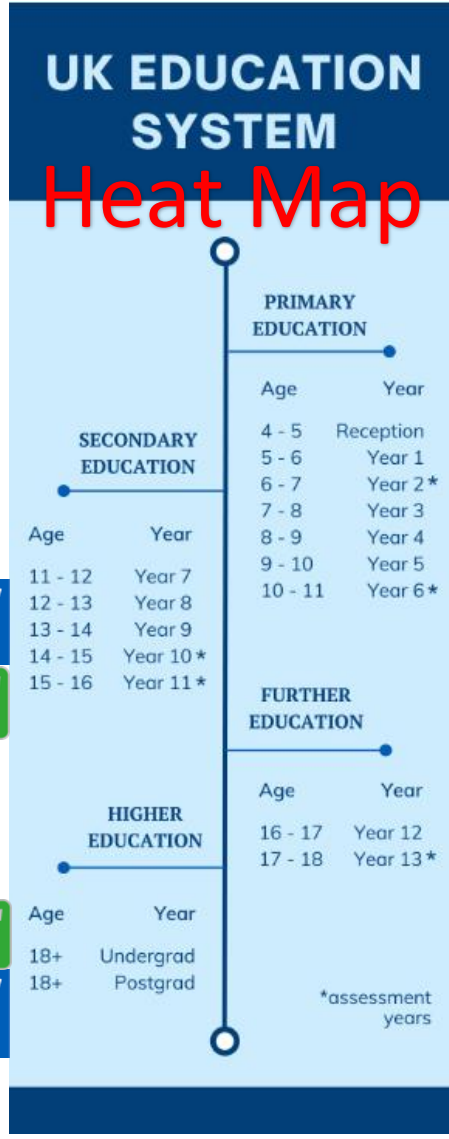 UK EDUCATION
SYSTEM
Heat Map
PRIMARY
EDUCATION
Age Year
4 - 5 Reception
5 - 6 Year 1
6 - 7 Year 2*
7 - 8 Year 3
8 - 9 Year 4
9 - 10 Year 5
10 - 11 Year 6*
SECONDARY
EDUCATION
Age Year
11 - 12 Year 7
12 - 13 Year 8
13 - 14 Year 9
14 - 15 Year 10*
15 - 16 Year 11*
FURTHER
EDUCATION
Age Year
16 - 17 Year 12
17 - 18 Year 13*
HIGHER
EDUCATION
Age Year
18+ Undergrad
18+ Postgrad
*assessment
years